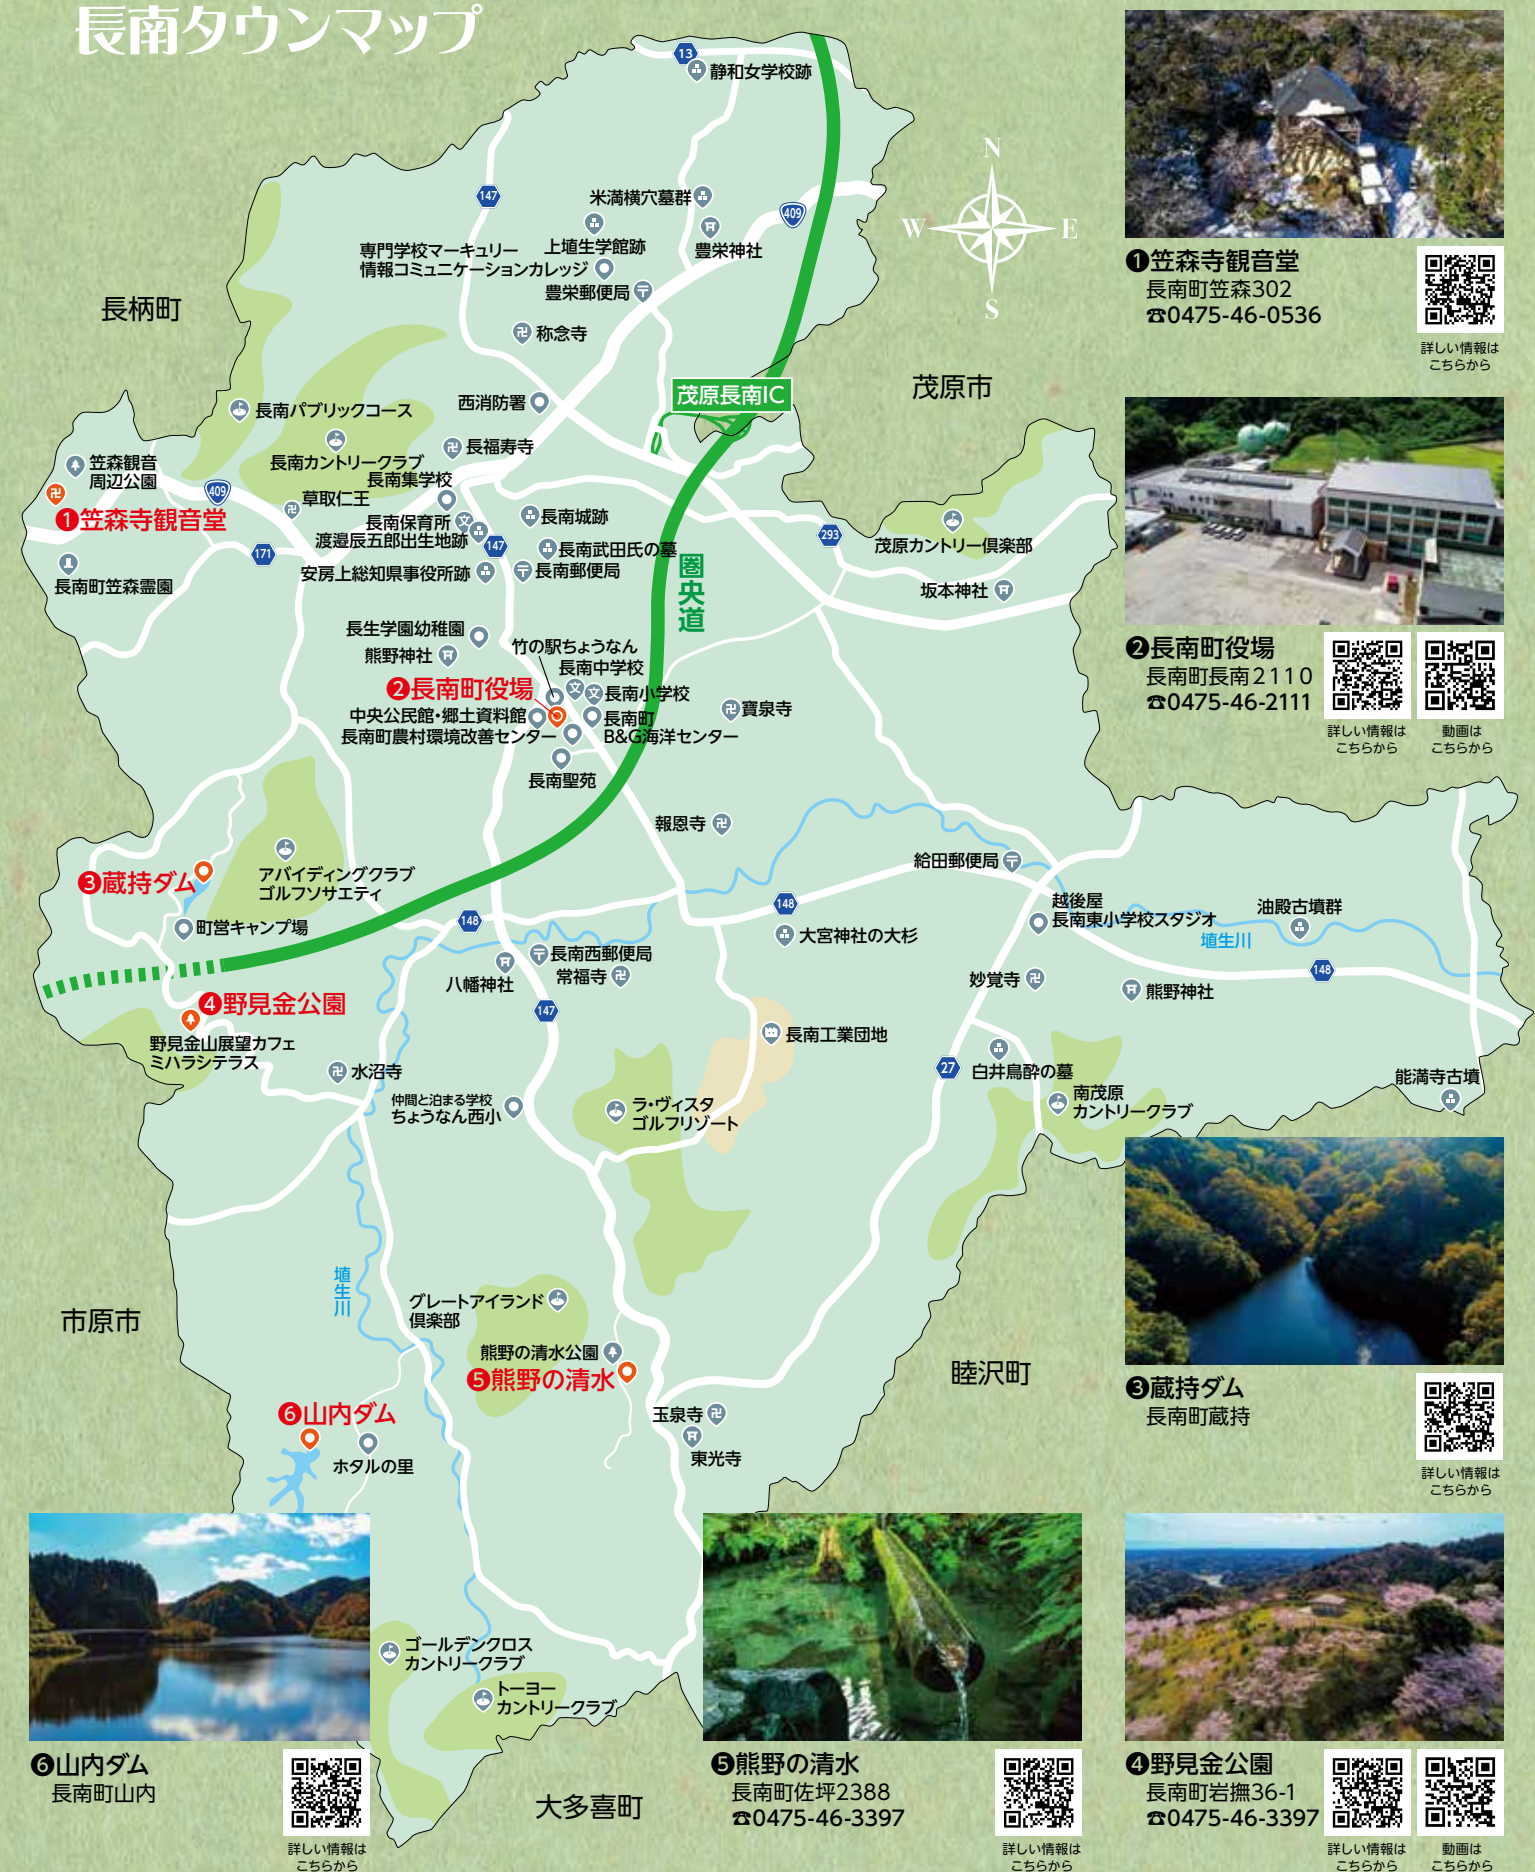 長南タウンマップ
13
静和女学校跡
147
米満横穴墓群
409
上埴生学館跡
豊栄神社
専門学校マーキュリー
情報コミュニケーションカレッジ
豊栄郵便局
称念寺
N
W
E
S
長柄町
茂原市
西消防署
茂原長南IC
長南パブリックコース
長福寿寺
長南カントリークラブ
長南集学校
笠森観音
周辺公園
409
草取仁王
❶笠森寺観音堂
長南保育所
渡邉辰五郎出生地跡
147
長南城跡
長南武田氏の墓
長南郵便局
171
安房上総知県事役所跡
長南町笠森霊園
圏央道
293
茂原カントリー倶楽部
坂本神社
長生学園幼稚園
熊野神社
竹の駅ちょうなん
長南中学校
❷長南町役場
長南小学校
中央公民館・郷土資料館
長南町
B&G海洋センター
長南町農村環境改善センター
寶泉寺
長南聖苑
報恩寺
アバイディングクラブ
ゴルフソサエティ
❸蔵持ダム
町営キャンプ場
148
148
給田郵便局
越後屋
長南東小学校スタジオ
油殿古墳群
埴生川
148
大宮神社の大杉
長南西郵便局
常福寺
八幡神社
妙覚寺
熊野神社
❹野見金公園
野見金山展望カフェ
ミハラシテラス
147
長南工業団地
水沼寺
27
臼井鳥酔の墓
南茂原
カントリークラブ
能満寺古墳
仲間と泊まる学校
ちょうなん西小
ラ・ヴィスタ
ゴルフリゾート
埴生川
市原市
グレートアイランド
倶楽部
熊野の清水公園
❺熊野の清水
睦沢町
❻山内ダム
ホタルの里
玉泉寺
東光寺
ゴールデンクロス
カントリークラブ
トーヨー
カントリークラブ
大多喜町
❶笠森寺観音堂
長南町笠森302
☎0475-46-0536
詳しい情報は
こちらから
❷長南町役場
長南町長南2110
☎0475-46-2111
詳しい情報は
こちらから
動画は
こちらから
❸蔵持ダム
長南町蔵持
詳しい情報は
こちらから
❹野見金公園
長南町岩撫36-1
☎0475-46-3397
詳しい情報は
こちらから
動画は
こちらから
❺熊野の清水
長南町佐坪2388
☎0475-46-3397
詳しい情報は
こちらから
❻山内ダム
長南町山内
詳しい情報は
こちらから